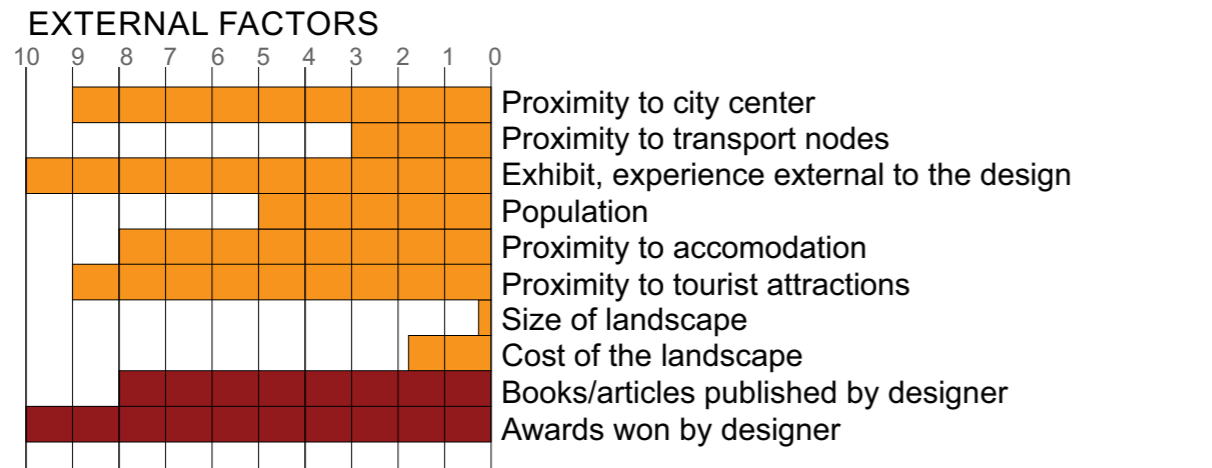 EXTERNAL FACTORS
10 9 8 7 6 5 4 3 2 1 0
Proximity to city center
Proximity to transport nodes
Exhibit, experience external to the design
Population
Proximity to accomodation
Proximity to tourist attractions
Size of landscape
Cost of the landscape
Books/articles published by designer
Awards won by designer